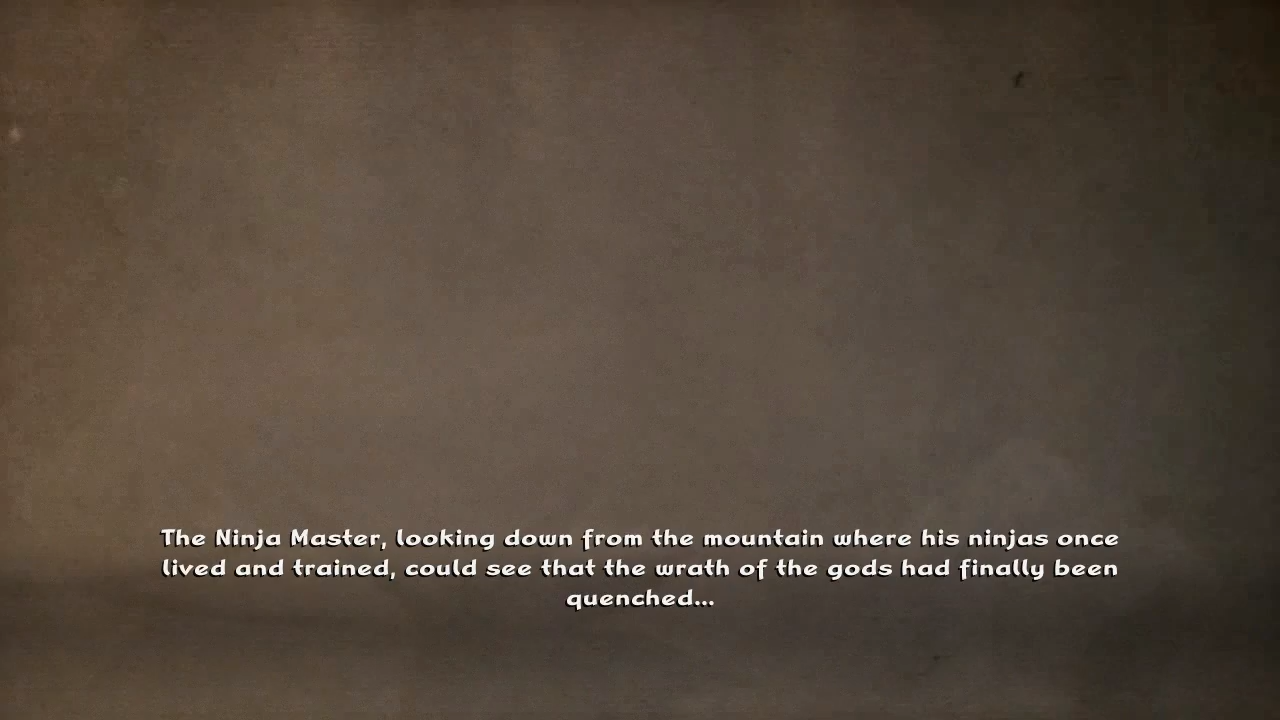 The Ninja Master, looking down from the mountain where his ninjas once
lived and trained, could see that the wrath of the gods had finally been
quenched...